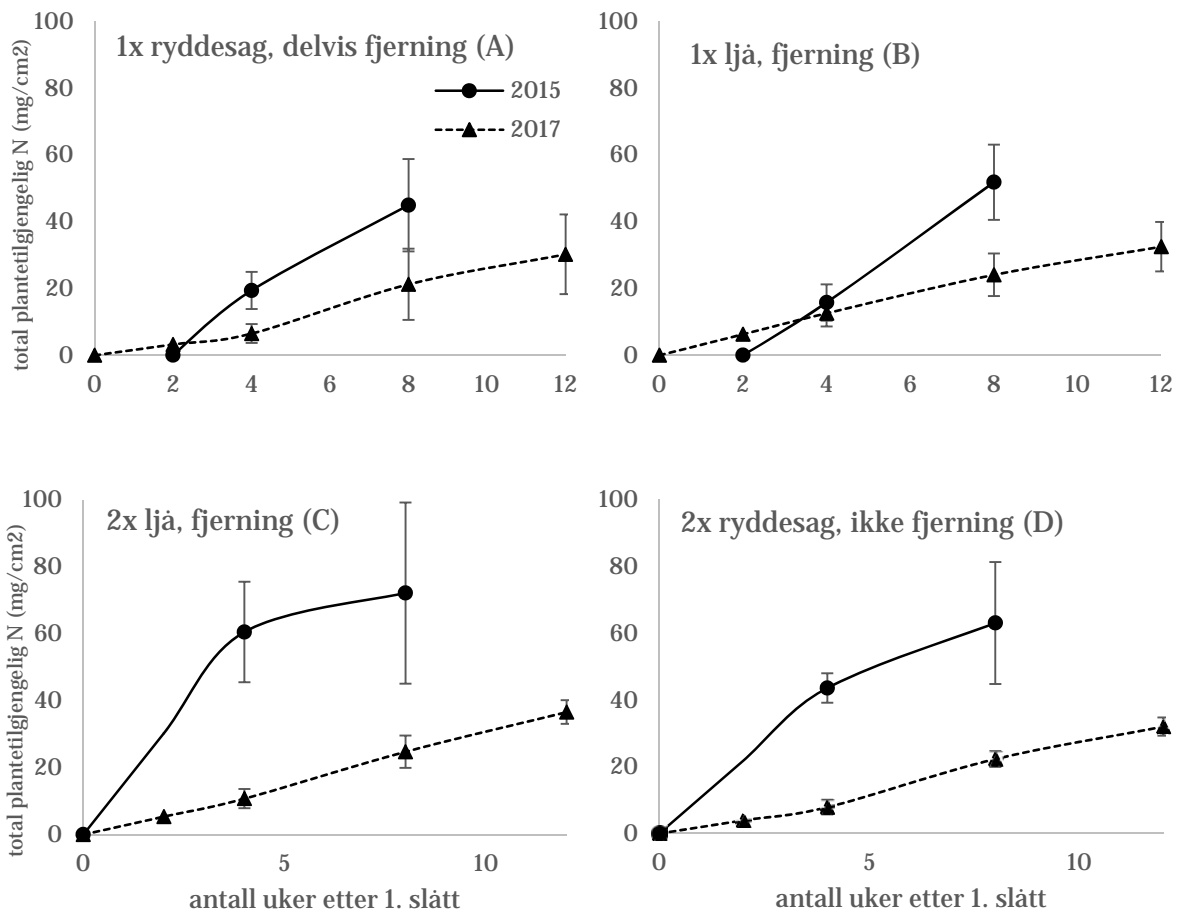 total plantetilgjengelig N (mg/cm2)
100
80
60
40
20
0
1x ryddesag, delvis fjerning (A)
2015
2017
0 2 4 6 8 10 12
100
80
60
40
20
0
1x ljå, fjerning (B)
0 2 4 6 8 10 12
total plantetilgjengelig N (mg/cm2)
100
80
60
40
20
0
2x ljå, fjerning (C)
0 5 10
antall uker etter 1. slått
100
80
60
40
20
0
2x ryddesag, ikke fjerning (D)
0 5 10
antall uker etter 1. slått